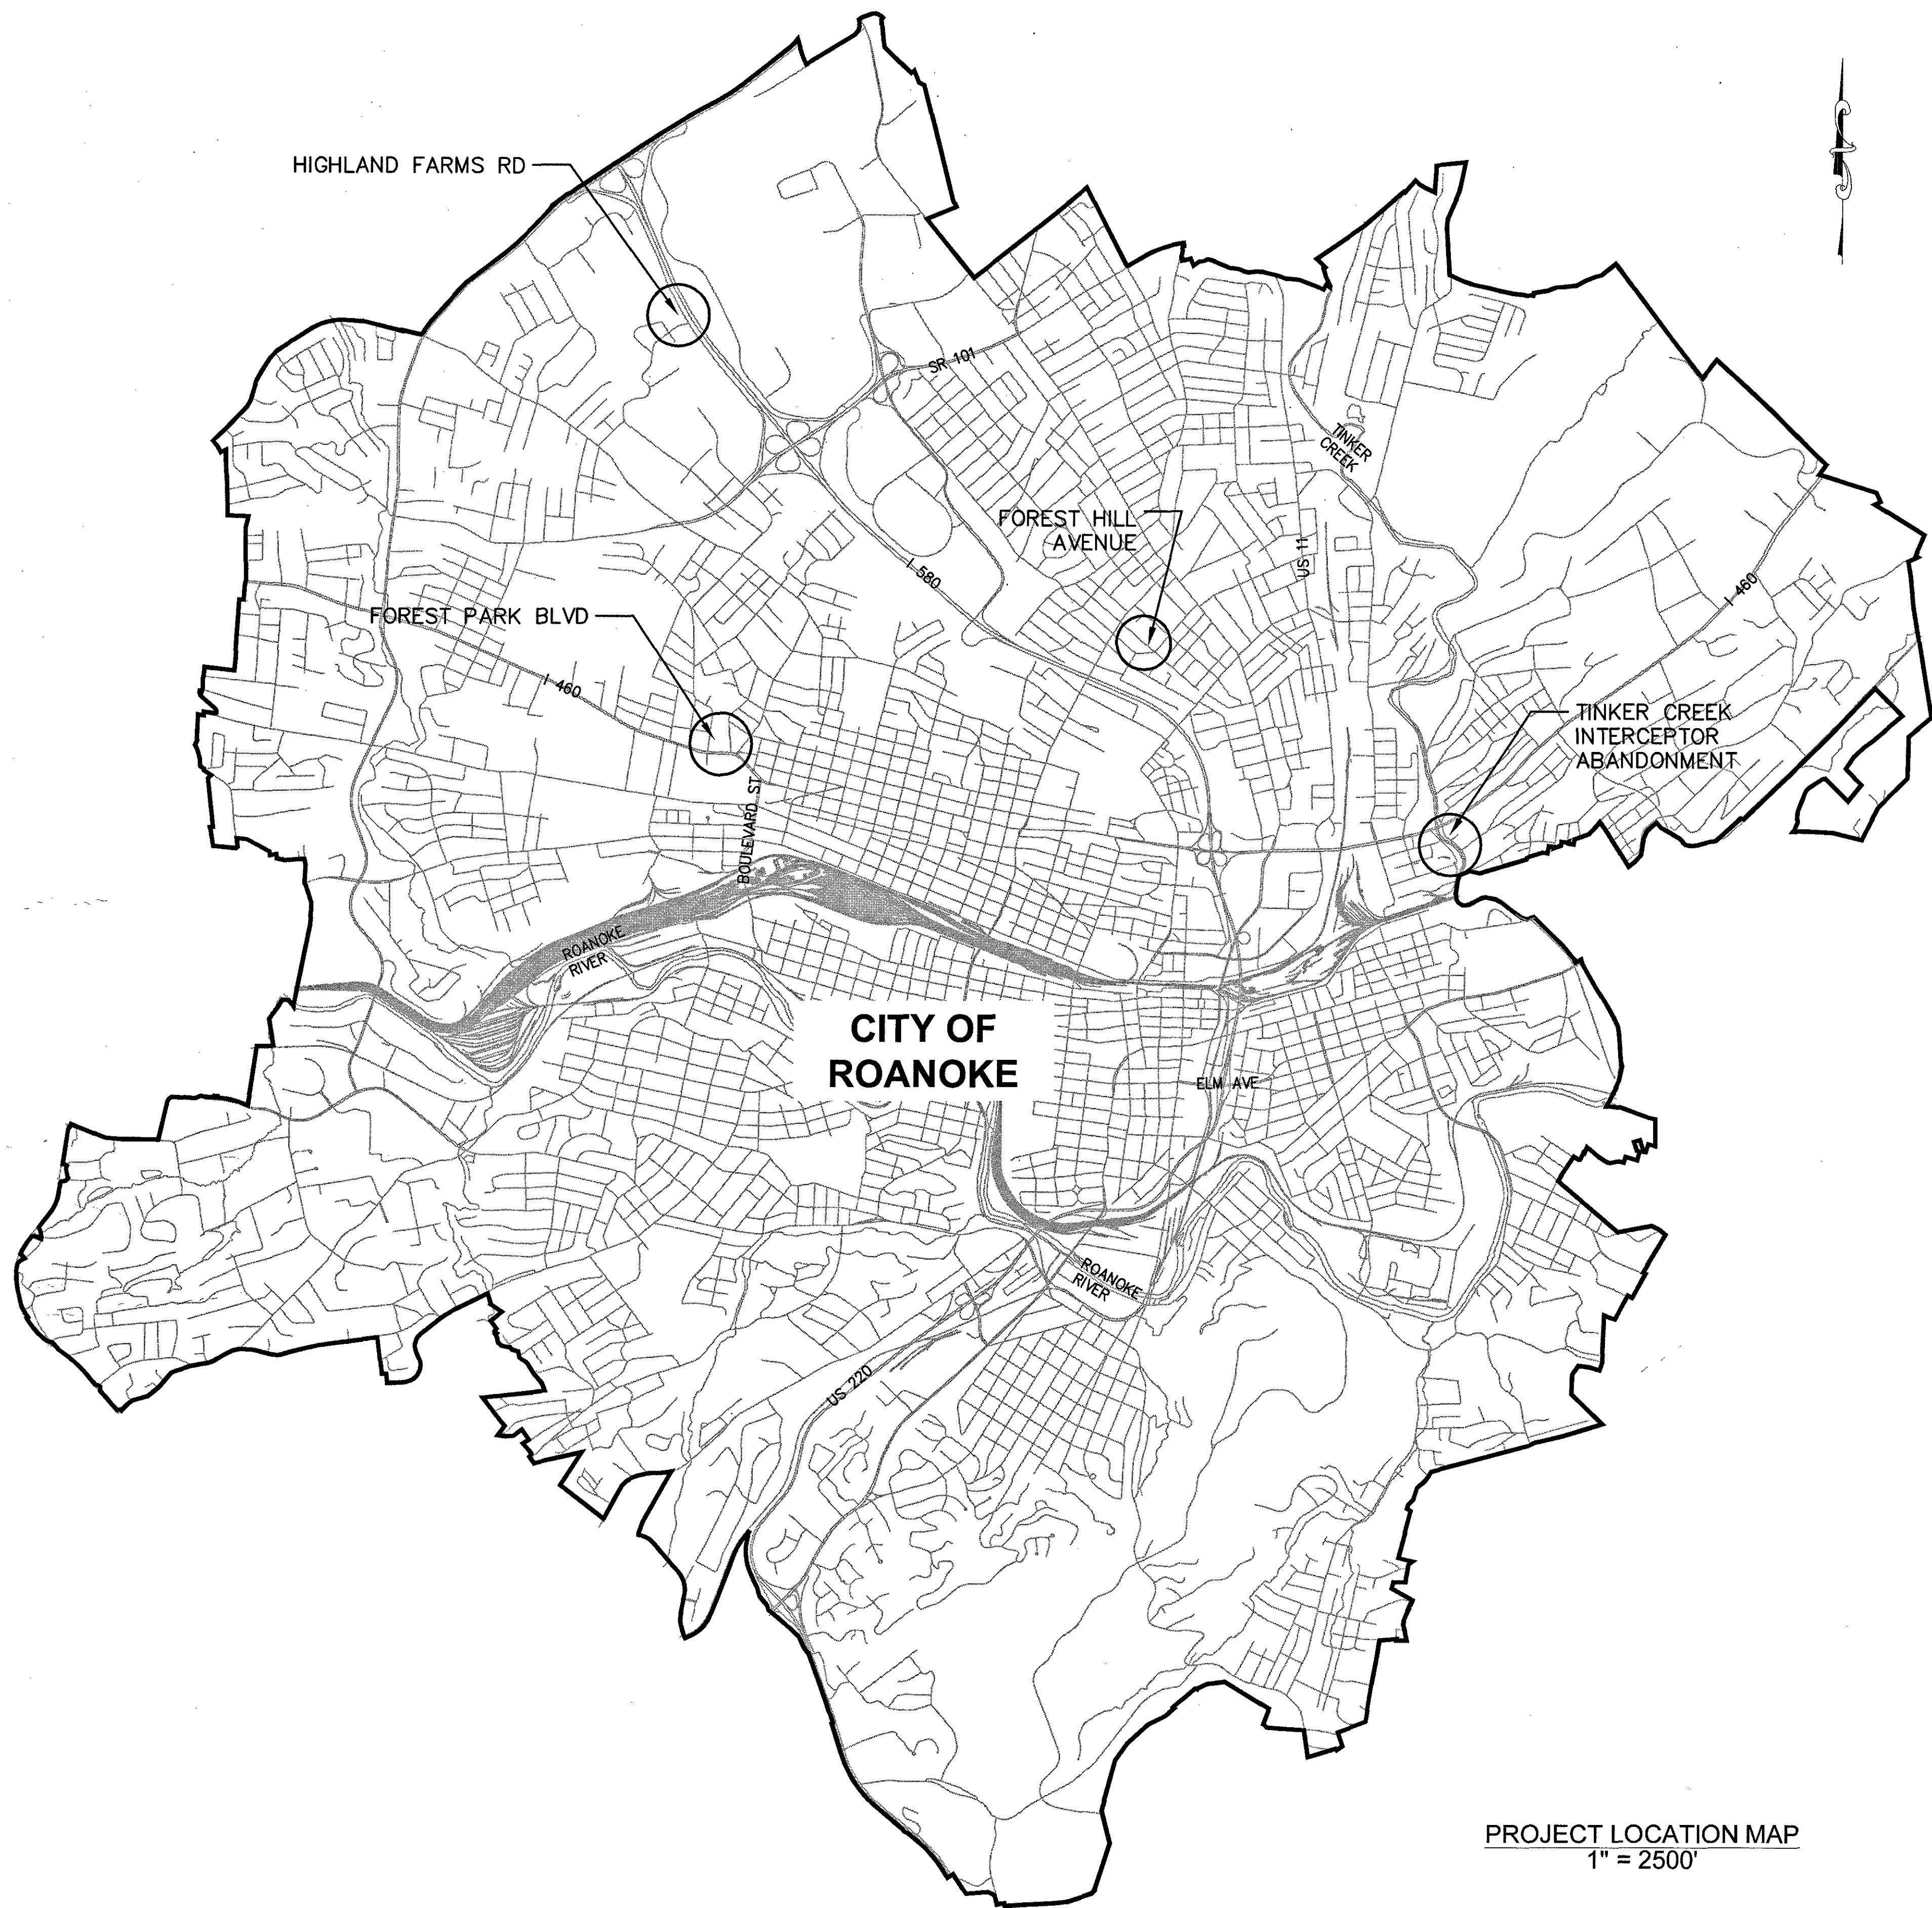 HIGHLAND FARMS RD
SR 101
TINKER
CREEK
FOREST HILL
AVENUE
US 11
I 580
I 460
FOREST PARK BLVD
I 460
TINKER CREEK
INTERCEPTOR
ABANDONMENT
BOULEVARD ST
ROANOKE
RIVER
CITY OF
ROANOKE
ELM AVE
ROANOKE
RIVER
US 220
PROJECT LOCATION MAP
1" = 2500'